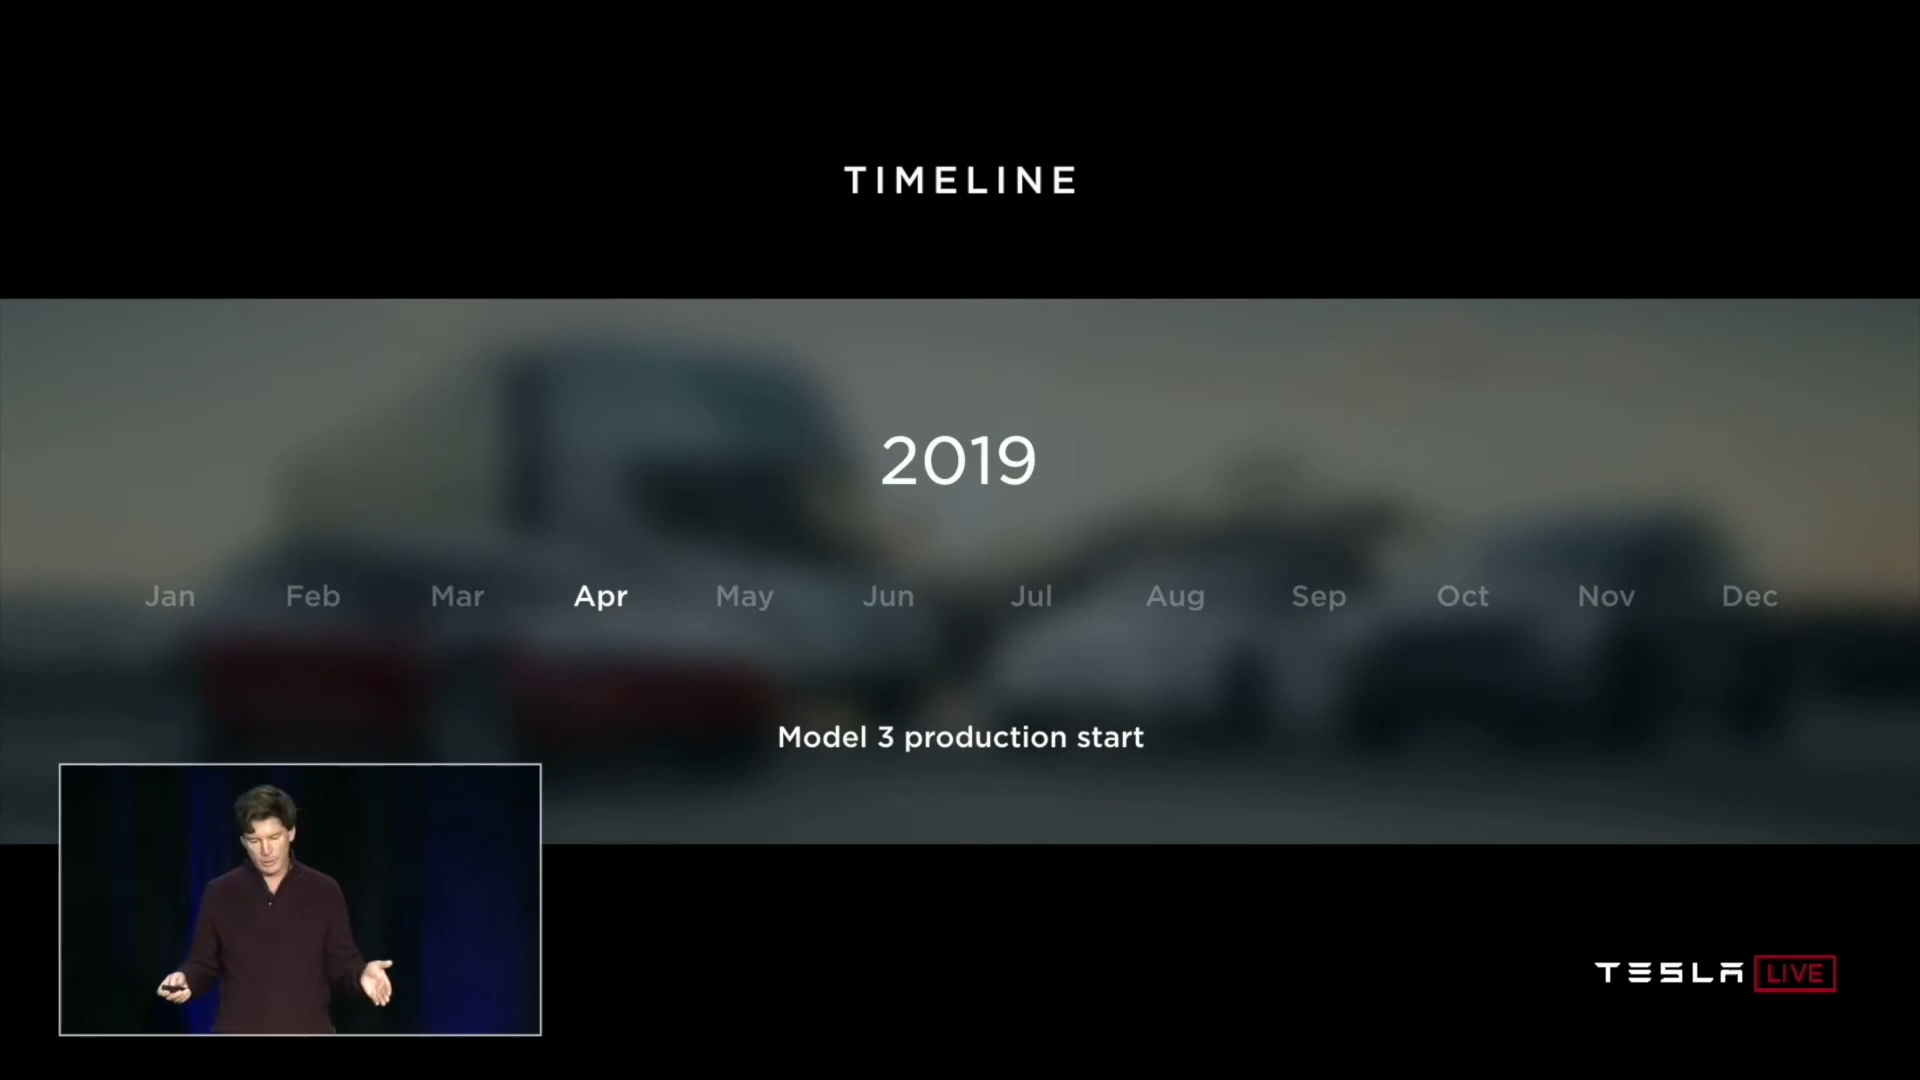 TIMELINE
2019
Jan Feb Mar Apr May Jun Jul Aug Sep Oct Nov Dec
Model 3 production start
TESLA LIVE